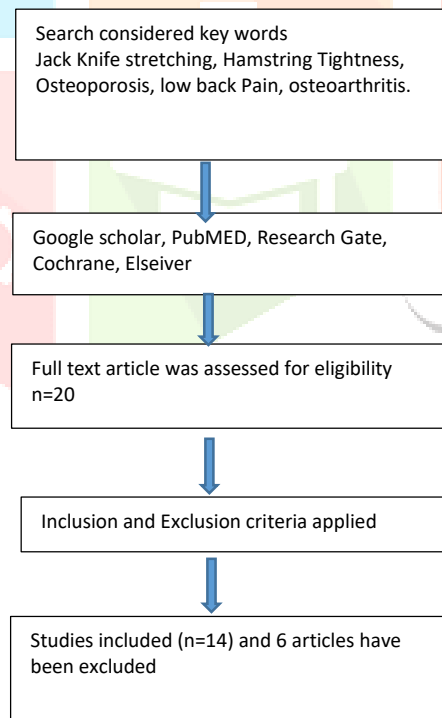 Search considered key words
Jack Knife stretching, Hamstring Tightness,
Osteoporosis, low back Pain, osteoarthritis.
Google scholar, PubMED, Research Gate,
Cochrane, Elseiver
Full text article was assessed for eligibility
n=20
Inclusion and Exclusion criteria applied
Studies included (n=14) and 6 articles have
been excluded